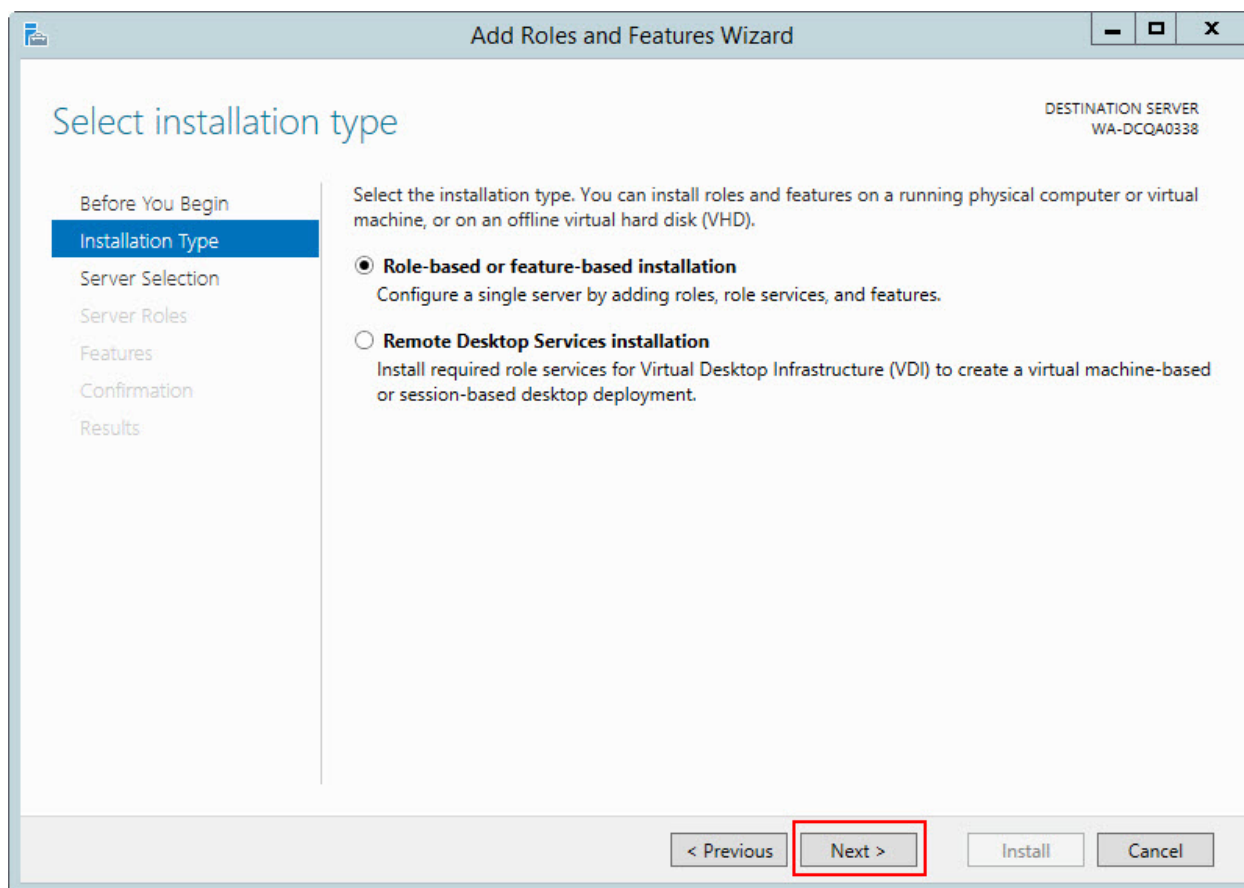 Add Roles and Features Wizard
Select installation type
DESTINATION SERVER
WA-DCQA0338
Before You Begin
Installation Type
Server Selection
Server Roles
Features
Confirmation
Results
Select the installation type. You can install roles and features on a running physical computer or virtual
machine, or on an offline virtual hard disk (VHD).
Role-based or feature-based installation
Configure a single server by adding roles, role services, and features.
Remote Desktop Services installation
Install required role services for Virtual Desktop Infrastructure (VDI) to create a virtual machine-based
or session-based desktop deployment.
< Previous
Next >
Install
Cancel